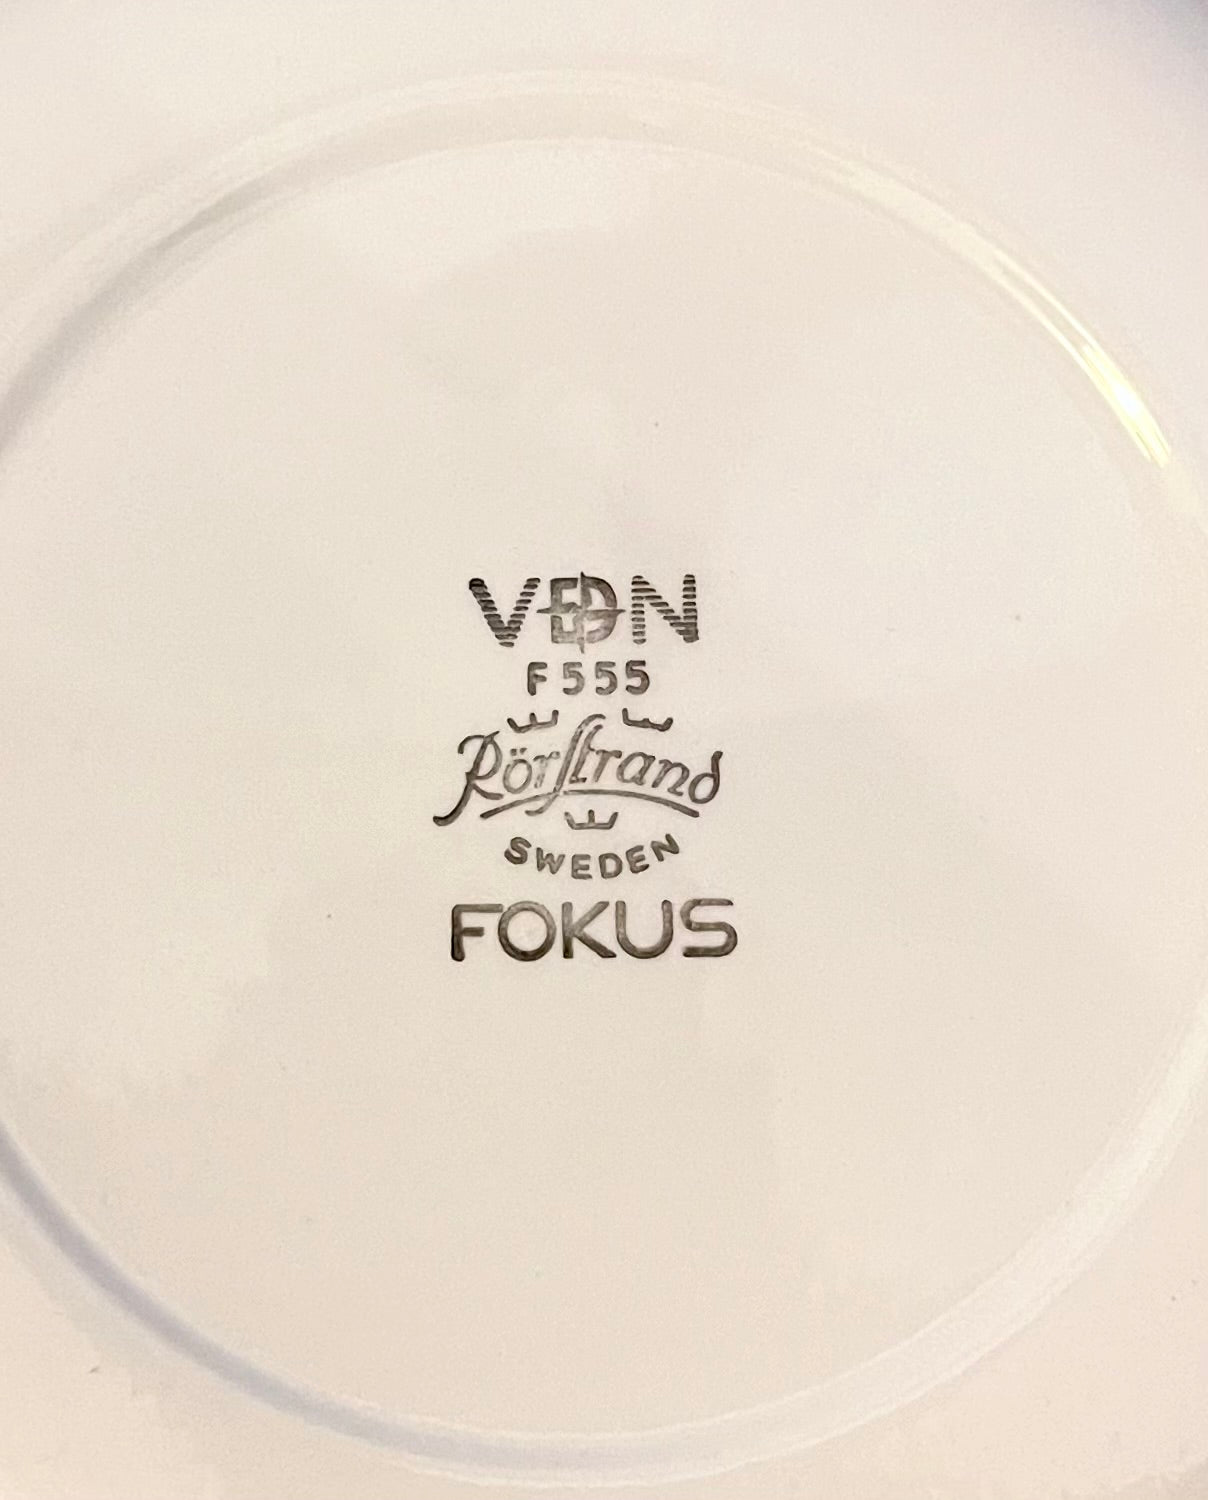 VDN
F555
Rörstrand
SWEDEN
FOKUS